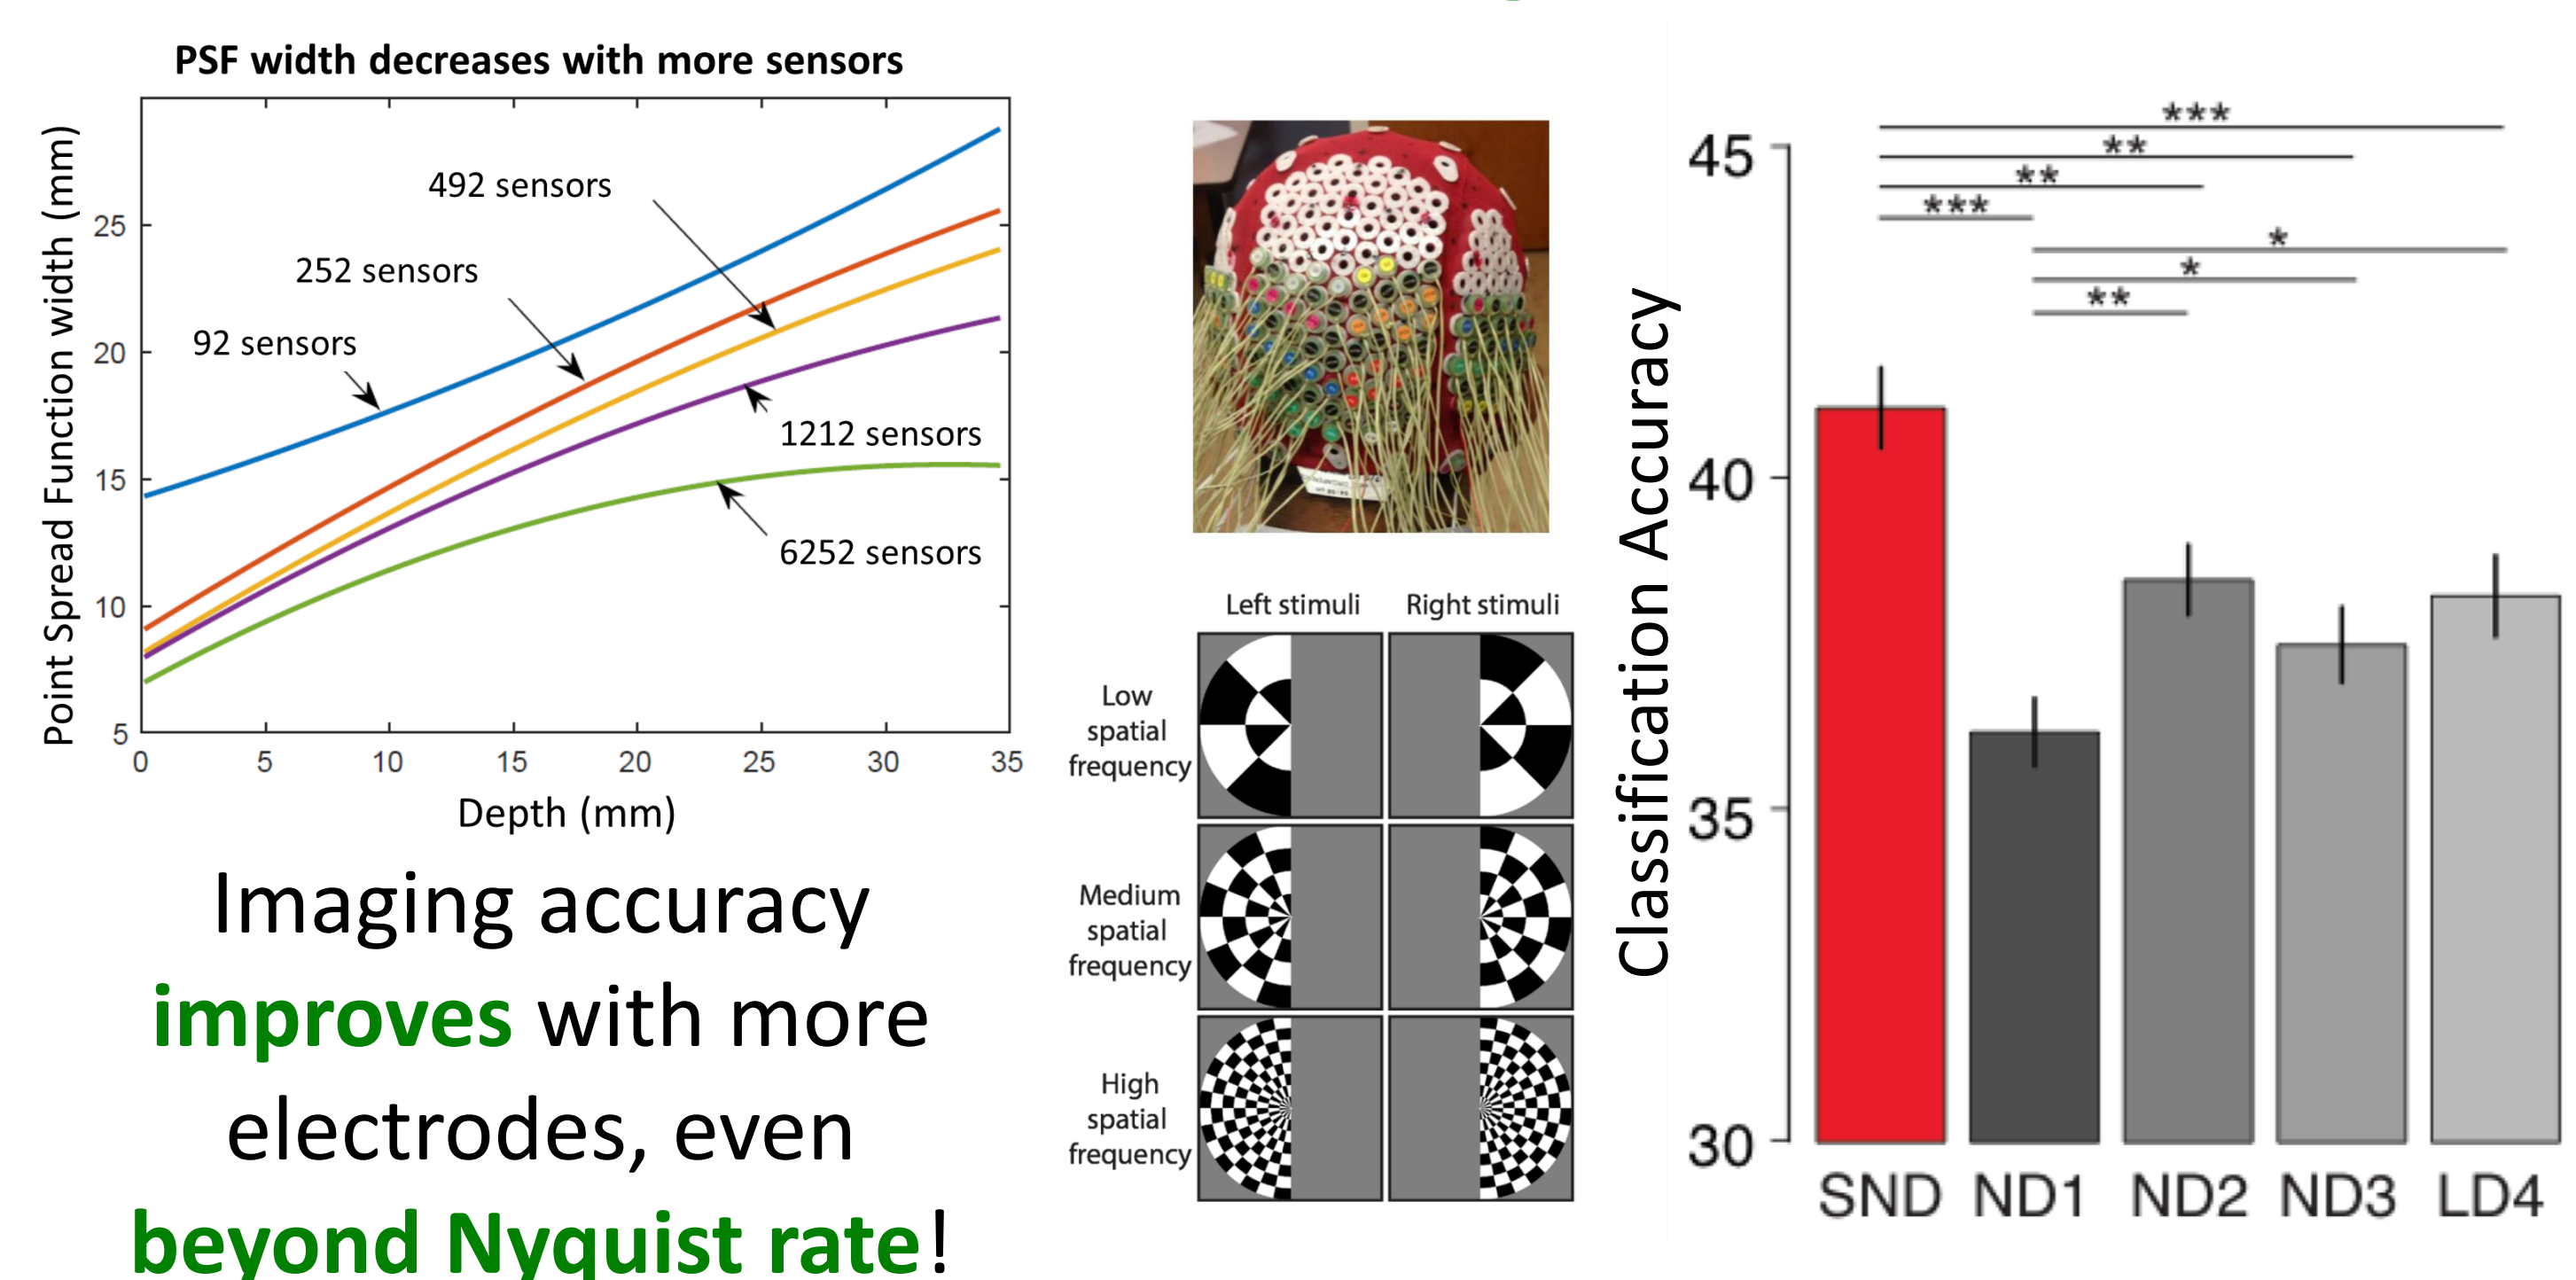 PSF width decreases with more sensors
Point Spread Function width (mm)
25
20
15
10
5
0
5
10
15
20
25
30
35
Depth (mm)
492 sensors
252 sensors
92 sensors
1212 sensors
6252 sensors
Imaging accuracy
improves with more
electrodes, even
beyond Nyquist rate!
Left stimuli
Right stimuli
Low
spatial
frequency
Medium
spatial
frequency
High
spatial
frequency
Classification Accuracy
45
40
35
30
***
**
**
***
*
*
**
SND
ND1
ND2
ND3
LD4